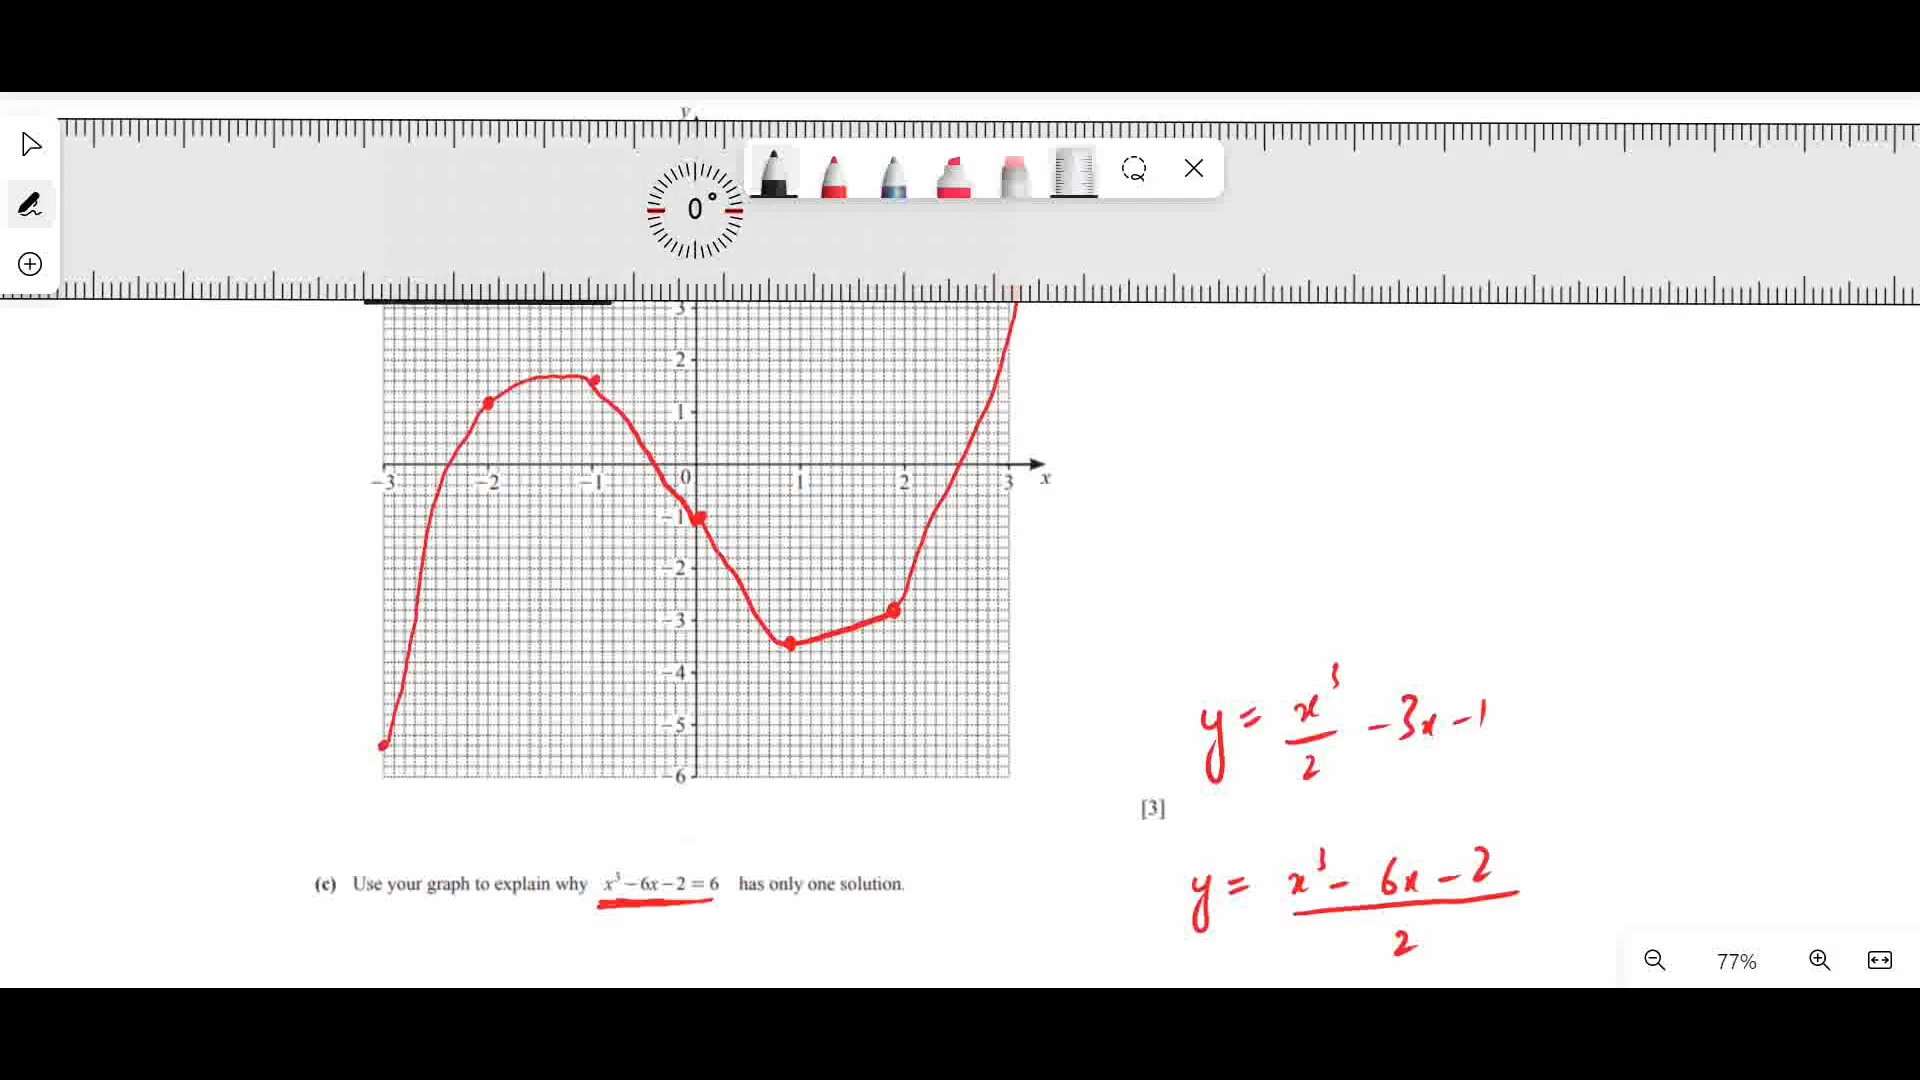 y
0°
3
2
1
-3 -2 -1 0 1 2 3 x
-1
-2
-3
-4
-5
-6
y = x³/2 - 3x - 1
[3]
(c) Use your graph to explain why x³ – 6x – 2 = 6 has only one solution.
y = x³ - 6x - 2 / 2
77%